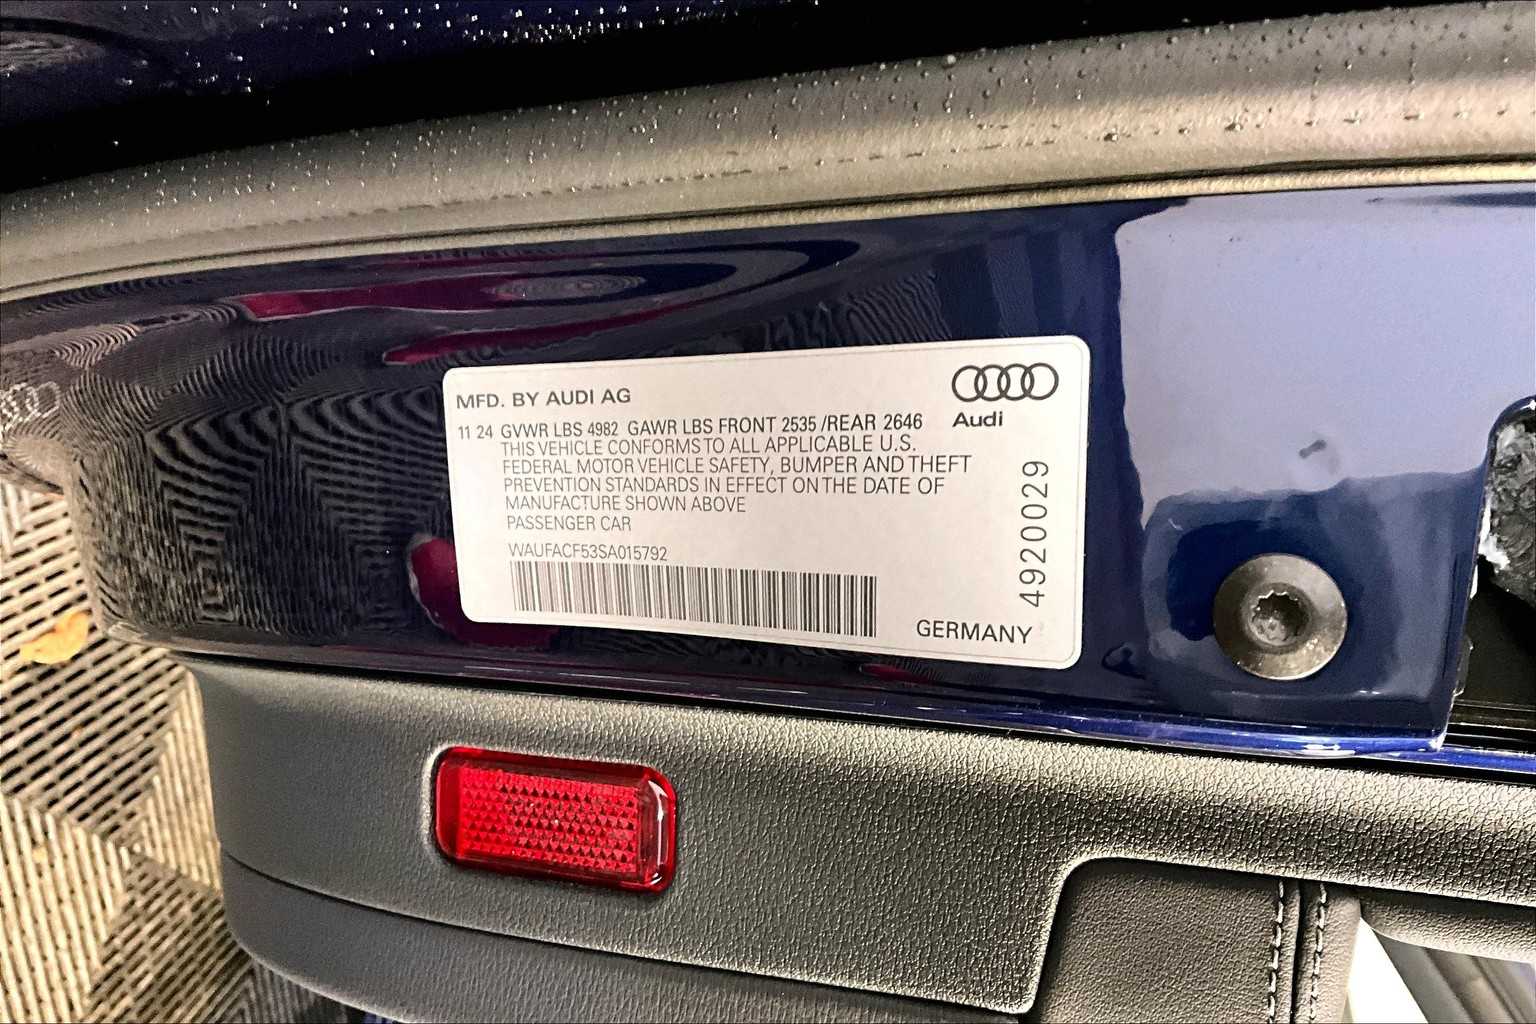 MFD. BY AUDI AG
Audi
11 24 GVWR LBS 4982 GAWR LBS FRONT 2535 /REAR 2646
THIS VEHICLE CONFORMS TO ALL APPLICABLE U.S.
FEDERAL MOTOR VEHICLE SAFETY, BUMPER AND THEFT
PREVENTION STANDARDS IN EFFECT ON THE DATE OF
MANUFACTURE SHOWN ABOVE
PASSENGER CAR
WAUFACF53SA015792
GERMANY
4920029